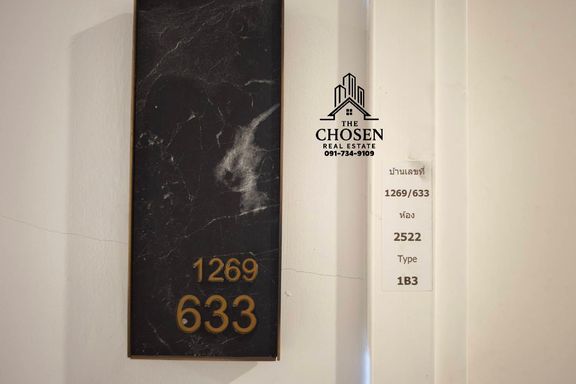 1269
633
THE
CHOSEN
REAL ESTATE
091-734-9109
บ้านเลขที่
1269/633
ห้อง
2522
Type
1B3